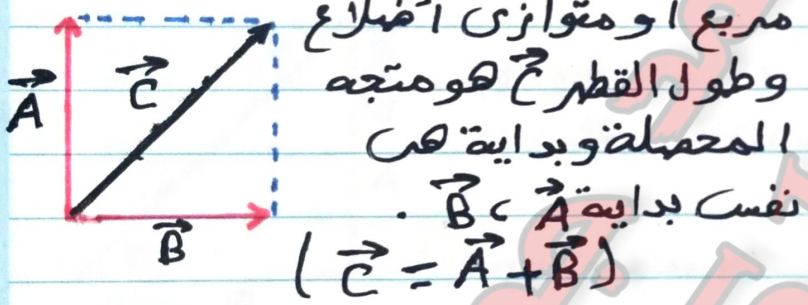 مربع او متوازى اضلاع
وطول القطر C⃗ هو متجه
المحصلة وبداية هى
نفس بداية A⃗ ، B⃗ .
( C⃗ = A⃗ + B⃗ )
A⃗
C⃗
B⃗